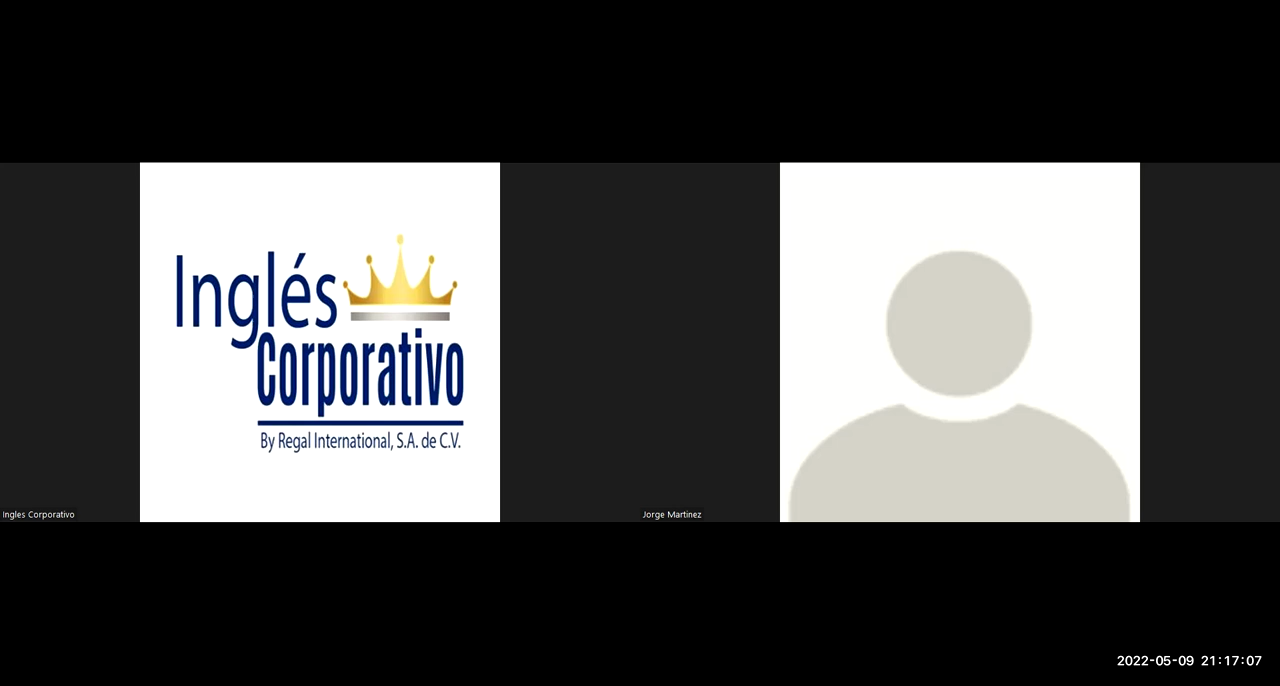 Inglés
Corporativo
By Regal International, S.A. de C.V.
Ingles Corporativo
Jorge Martinez
2022-05-09 21:17:07